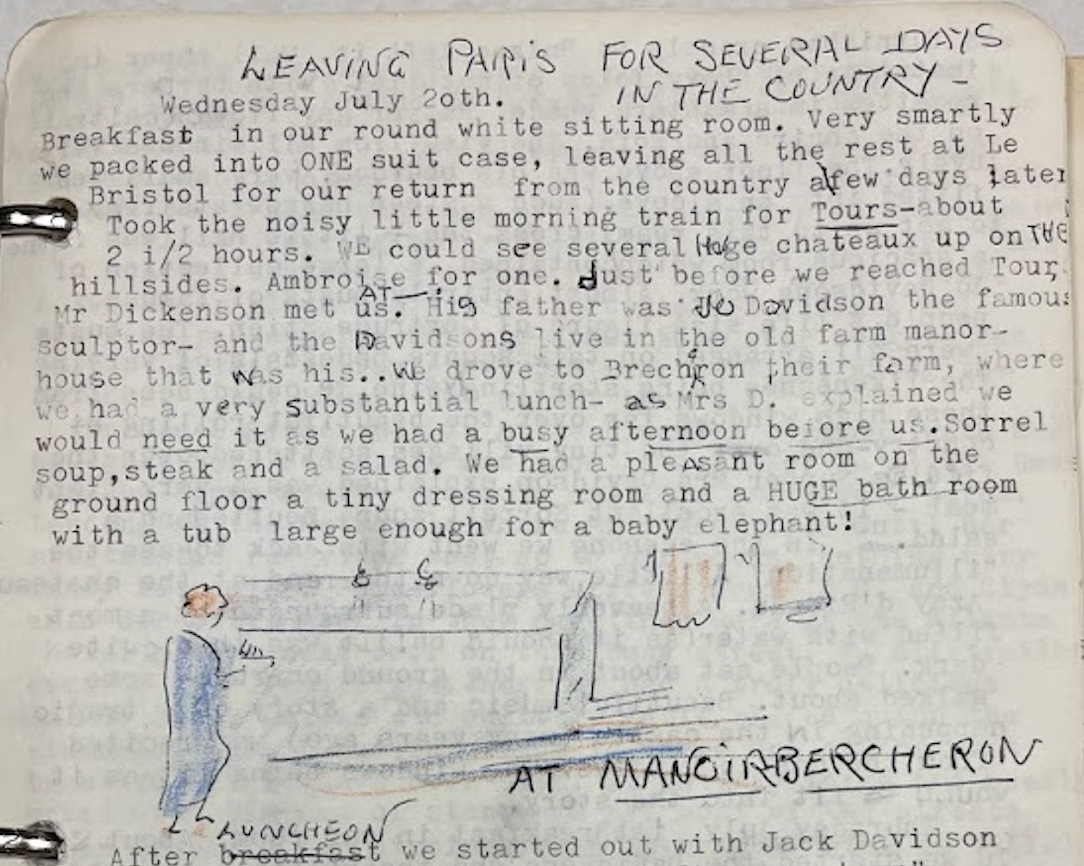 LEAVING PARIS FOR SEVERAL DAYS
IN THE COUNTRY-
Wednesday July 20th.
Breakfast in our round white sitting room. Very smartly
we packed into ONE suit case, leaving all the rest at Le
Bristol for our return from the country a few days later
Took the noisy little morning train for Tours-about
2 i/2 hours. WE could see several Huge chateaux up on THE
hillsides. Ambroise for one. Just before we reached Tour
AT
Mr Dickenson met us. His father was JO Davidson the famous
sculptor- and the Davidsons live in the old farm manor-
house that was his..We drove to Brecheron their farm, where
we had a very substantial lunch- as Mrs D. explained we
would need it as we had a busy afternoon before us.Sorrel
soup,steak and a salad. We had a pleasant room on the
ground floor a tiny dressing room and a HUGE bath room
with a tub large enough for a baby elephant!
AT MANOIR BERCHERON
LUNCHEON
After breakfast we started out with Jack Davidson